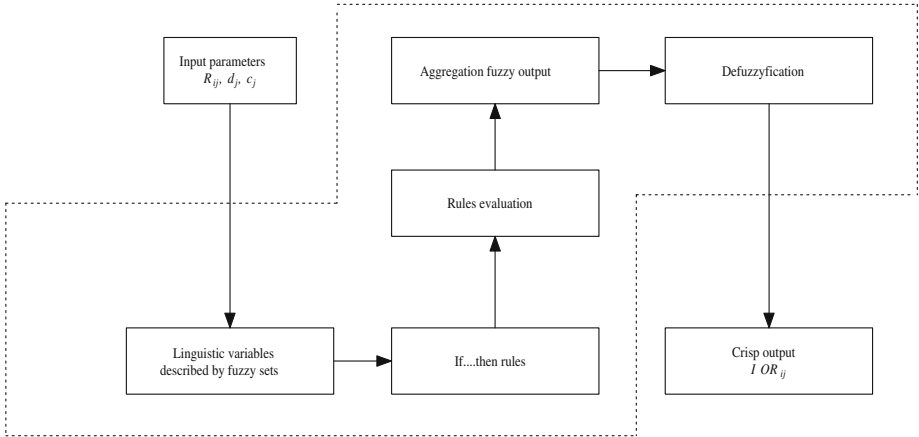 Input parameters
R_ij, d_j, c_j
Aggregation fuzzy output
Defuzzyfication
Rules evaluation
Linguistic variables
described by fuzzy sets
If....then rules
Crisp output
I OR_ij